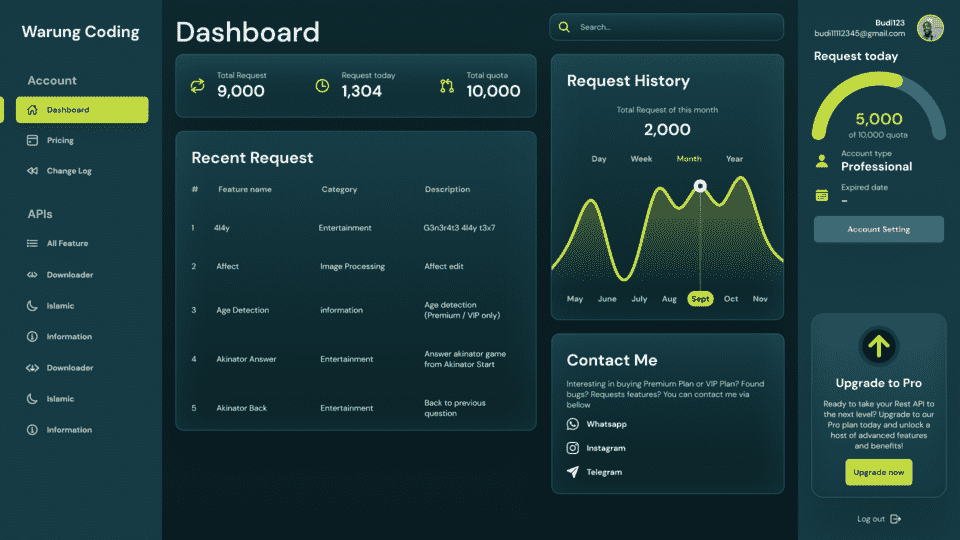 Warung Coding
Account
Dashboard
Pricing
Change Log
APIs
All Feature
Downloader
Islamic
Information
Downloader
Islamic
Information
Dashboard
Total Request
9,000
Request today
1,304
Total quota
10,000
Recent Request
# Feature name Category Description
1 4l4y Entertainment G3n3r4t3 4l4y t3x7
2 Affect Image Processing Affect edit
3 Age Detection information Age detection
(Premium / VIP only)
4 Akinator Answer Entertainment Answer akinator game
from Akinator Start
5 Akinator Back Entertainment Back to previous
question
Search...
Request History
Total Request of this month
2,000
Day Week Month Year
May June July Aug Sept Oct Nov
Contact Me
Interesting in buying Premium Plan or VIP Plan? Found
bugs? Requests features? You can contact me via
bellow
Whatsapp
Instagram
Telegram
Budi123
budi11112345@gmail.com
Request today
5,000
of 10,000 quota
Account type
Professional
Expired date
–
Account Setting
Upgrade to Pro
Ready to take your Rest API to
the next level? Upgrade to our
Pro plan today and unlock a
host of advanced features
and benefits!
Upgrade now
Log out